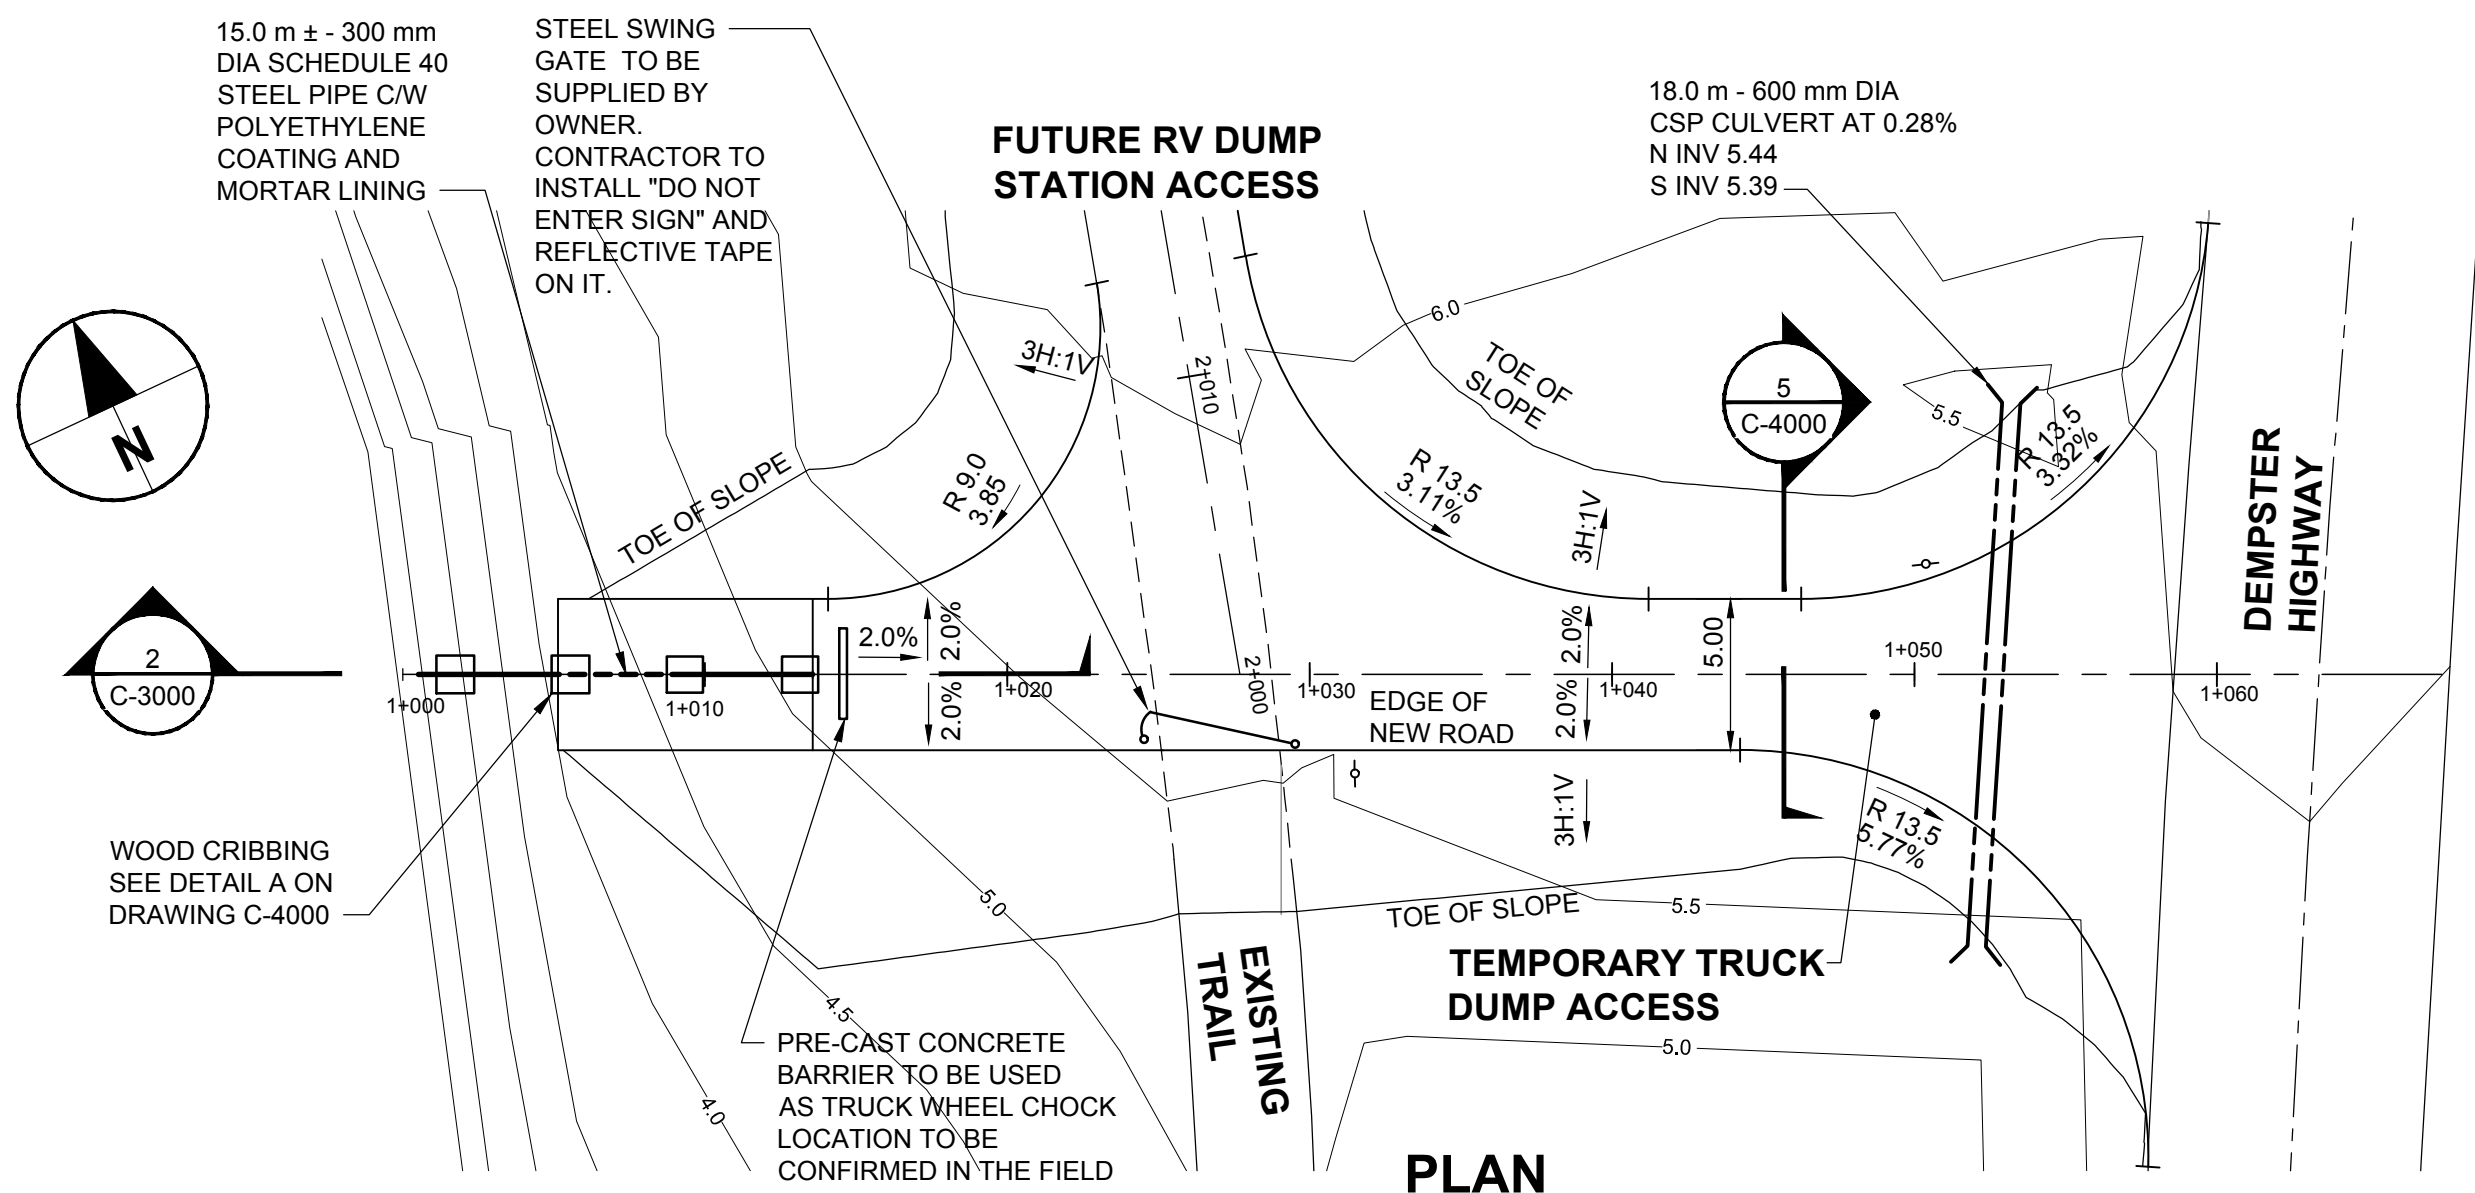 15.0 m ± - 300 mm
DIA SCHEDULE 40
STEEL PIPE C/W
POLYETHYLENE
COATING AND
MORTAR LINING
STEEL SWING
GATE TO BE
SUPPLIED BY
OWNER.
CONTRACTOR TO
INSTALL "DO NOT
ENTER SIGN" AND
REFLECTIVE TAPE
ON IT.
FUTURE RV DUMP
STATION ACCESS
18.0 m - 600 mm DIA
CSP CULVERT AT 0.28%
N INV 5.44
S INV 5.39
N
3H:1V
2+010
6.0
TOE OF
SLOPE
5
C-4000
5.5
R 13.5
3.32%
DEMPSTER
HIGHWAY
TOE OF SLOPE
R 9.0
3.85
R 13.5
3.11%
3H:1V
2
C-3000
1+000
1+010
2.0%
2.0%
2.0%
1+020
2+000
1+030
EDGE OF
NEW ROAD
2.0%
2.0%
1+040
5.00
1+050
1+060
3H:1V
R 13.5
5.77%
WOOD CRIBBING
SEE DETAIL A ON
DRAWING C-4000
5.0
TOE OF SLOPE
5.5
EXISTING
TRAIL
TEMPORARY TRUCK
DUMP ACCESS
4.5
4.0
5.0
PRE-CAST CONCRETE
BARRIER TO BE USED
AS TRUCK WHEEL CHOCK
LOCATION TO BE
CONFIRMED IN THE FIELD
PLAN